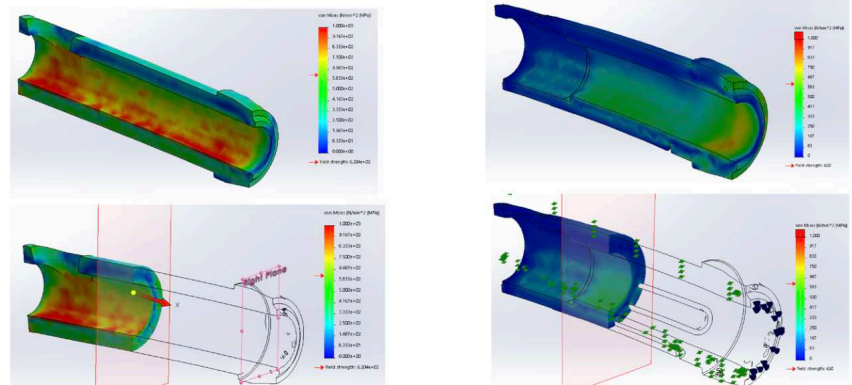 von Mises (N/mm^2 (MPa))
1.000e+03
9.167e+02
8.333e+02
7.500e+02
6.667e+02
5.833e+02
5.000e+02
4.167e+02
3.333e+02
2.500e+02
1.667e+02
8.333e+01
0.000e+00
Yield strength: 6.204e+02
von Mises (N/mm^2 (MPa))
1,000
917
833
750
667
583
500
417
333
250
167
83
0
Yield strength: 620
von Mises (N/mm^2 (MPa))
1.000e+03
9.167e+02
8.333e+02
7.500e+02
6.667e+02
5.833e+02
5.000e+02
4.167e+02
3.333e+02
2.500e+02
1.667e+02
8.333e+01
0.000e+00
Yield strength: 6.204e+02
Right Plane
X
von Mises (N/mm^2 (MPa))
1,000
917
833
750
667
583
500
417
333
250
167
83
0
Yield strength: 620